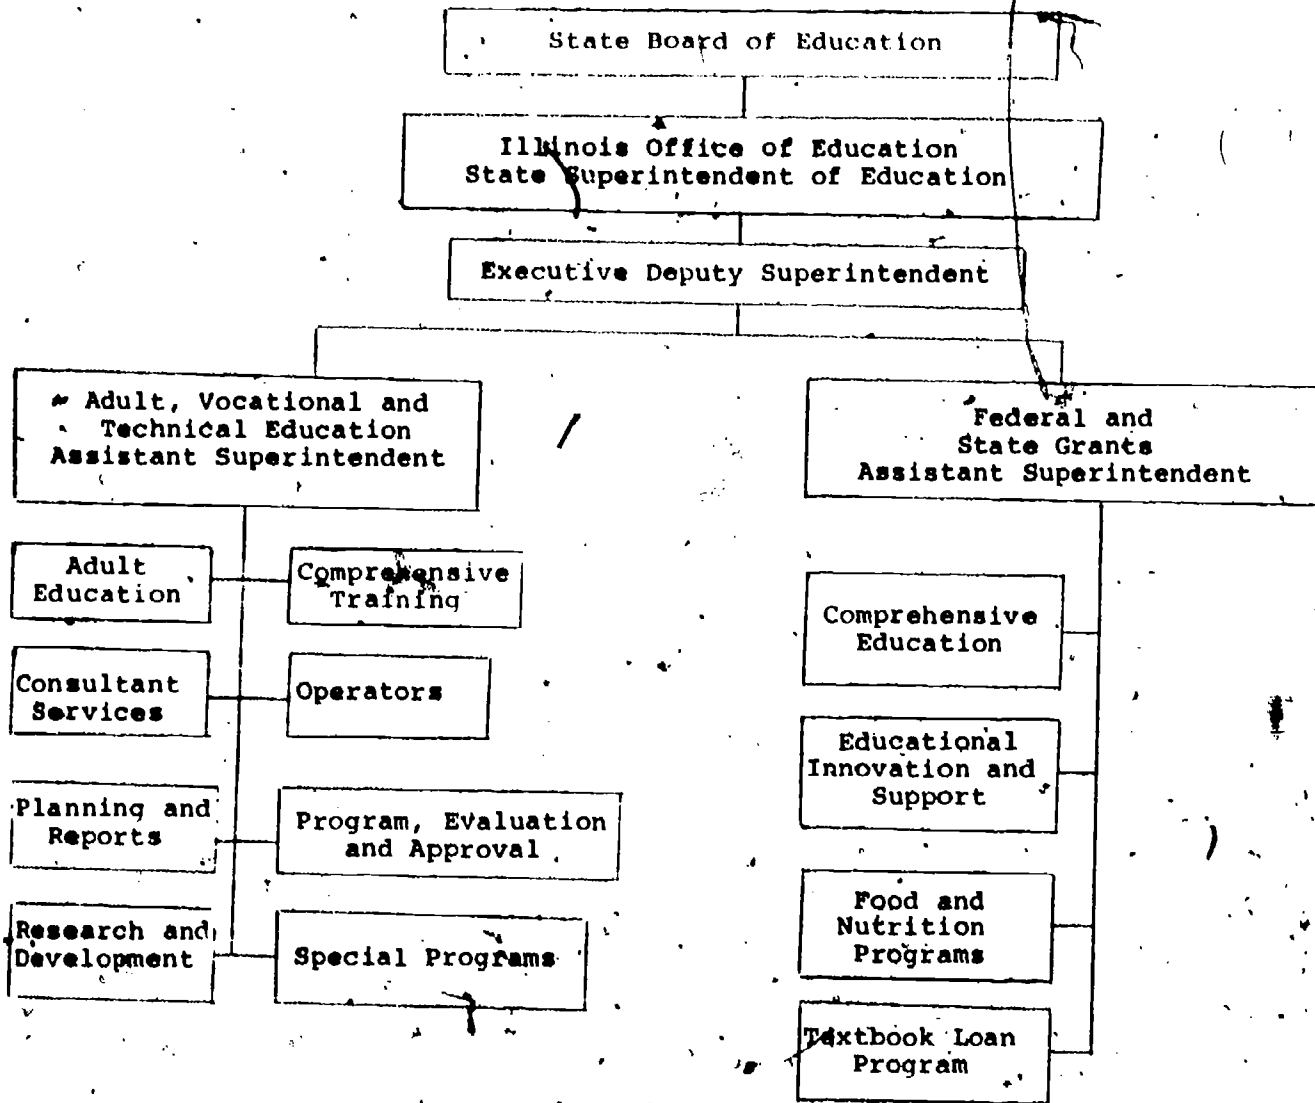 State Board of Education
Illinois Office of Education
State Superintendent of Education
Executive Deputy Superintendent
Adult, Vocational and
Technical Education
Assistant Superintendent
Federal and
State Grants
Assistant Superintendent
Adult
Education
Comprehensive
Training
Consultant
Services
Operators
Planning and
Reports
Program, Evaluation
and Approval
Research and
Development
Special Programs
Comprehensive
Education
Educational
Innovation and
Support
Food and
Nutrition
Programs
Textbook Loan
Program